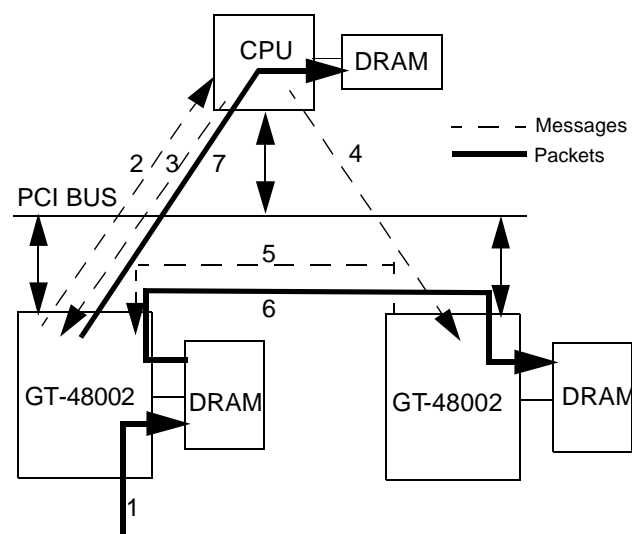 CPU
DRAM
Messages
Packets
2
3
7
4
PCI BUS
5
6
GT-48002
DRAM
GT-48002
DRAM
1